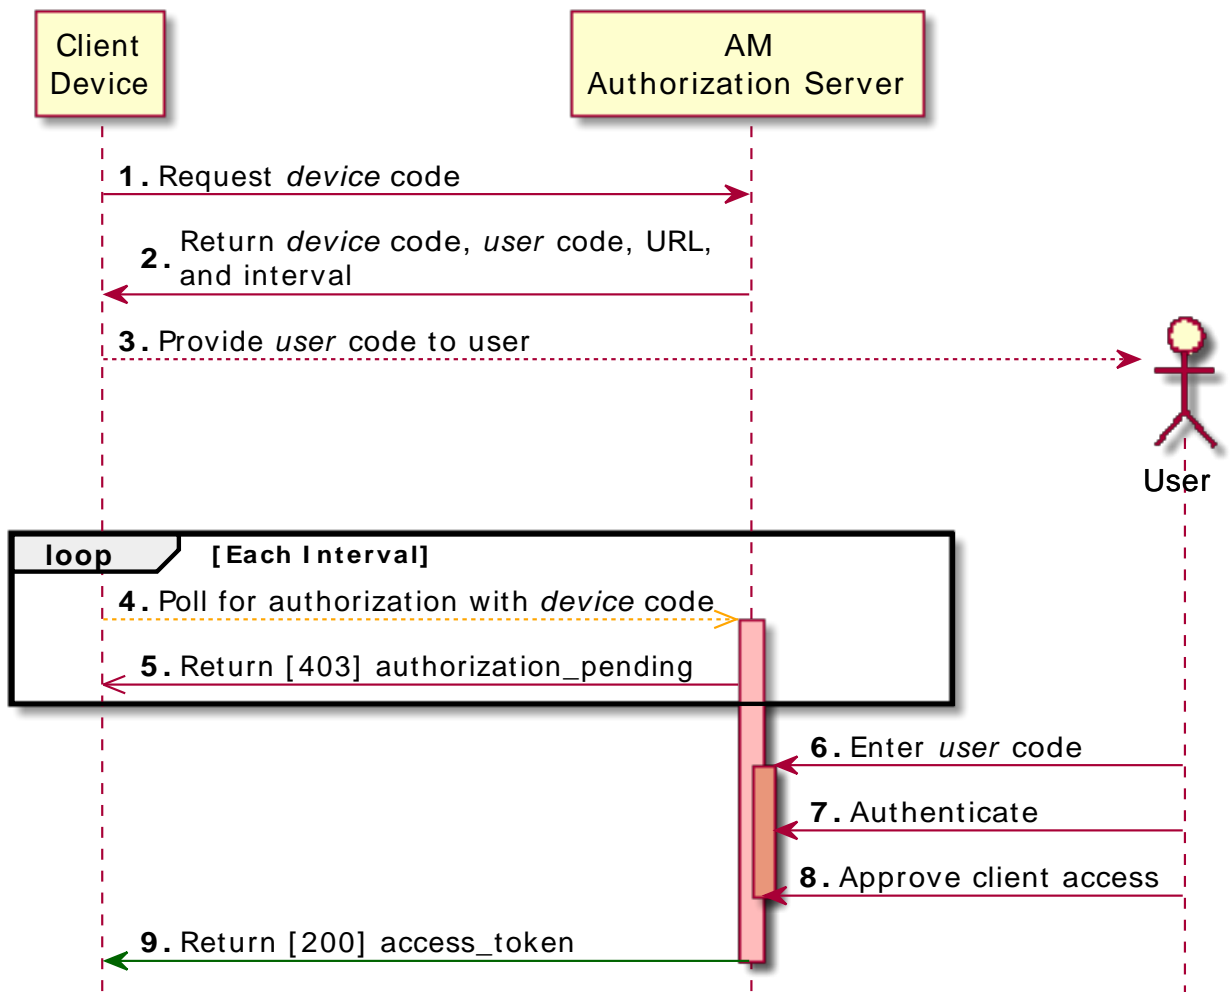 Client
Device
AM
Authorization Server
1. Request device code
2. Return device code, user code, URL,
and interval
3. Provide user code to user
User
loop [Each Interval]
4. Poll for authorization with device code
5. Return [403] authorization_pending
6. Enter user code
7. Authenticate
8. Approve client access
9. Return [200] access_token